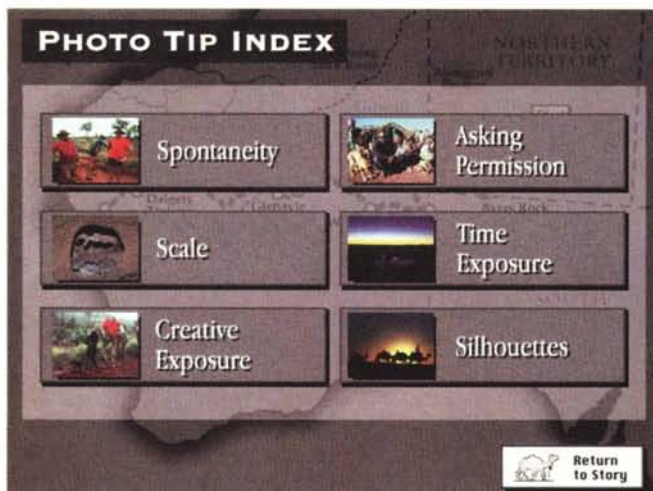 PHOTO TIP INDEX
NORTHERN
TERRITORY
Spontaneity
Asking
Permission
Scale
Time
Exposure
Creative
Exposure
Silhouettes
Return
to Story